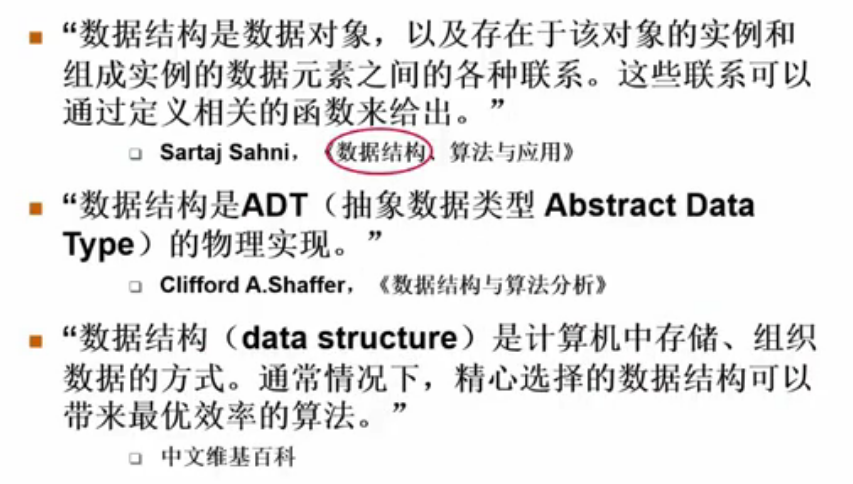 “数据结构是数据对象，以及存在于该对象的实例和
组成实例的数据元素之间的各种联系。这些联系可以
通过定义相关的函数来给出。”
Sartaj Sahni，《数据结构、算法与应用》
“数据结构是ADT（抽象数据类型 Abstract Data
Type）的物理实现。”
Clifford A.Shaffer，《数据结构与算法分析》
“数据结构（data structure）是计算机中存储、组织
数据的方式。通常情况下，精心选择的数据结构可以
带来最优效率的算法。”
中文维基百科